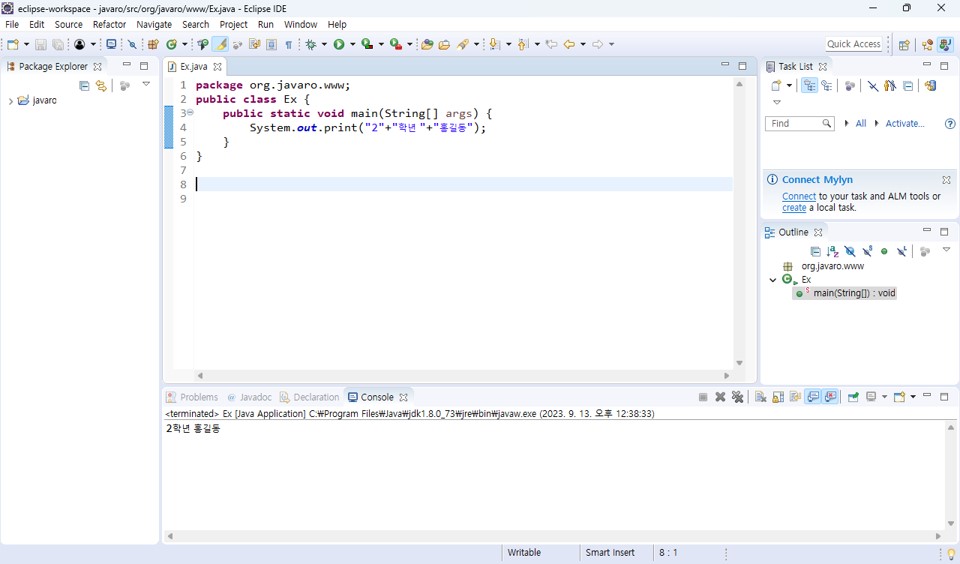 eclipse-workspace - javaro/src/org/javaro/www/Ex.java - Eclipse IDE
File Edit Source Refactor Navigate Search Project Run Window Help
Quick Access
Package Explorer
javaro
Ex.java
1 package org.javaro.www;
2 public class Ex {
3 public static void main(String[] args) {
4 System.out.print("2"+"학년 "+"홍길동");
5 }
6 }
7
8
9
Task List
Find
All
Activate...
Connect Mylyn
Connect to your task and ALM tools or
create a local task.
Outline
org.javaro.www
Ex
main(String[]) : void
Problems Javadoc Declaration Console
<terminated> Ex [Java Application] C:₩Program Files₩Java₩jdk1.8.0_73₩jre₩bin₩javaw.exe (2023. 9. 13. 오후 12:38:33)
2학년 홍길동
Writable Smart Insert 8 : 1